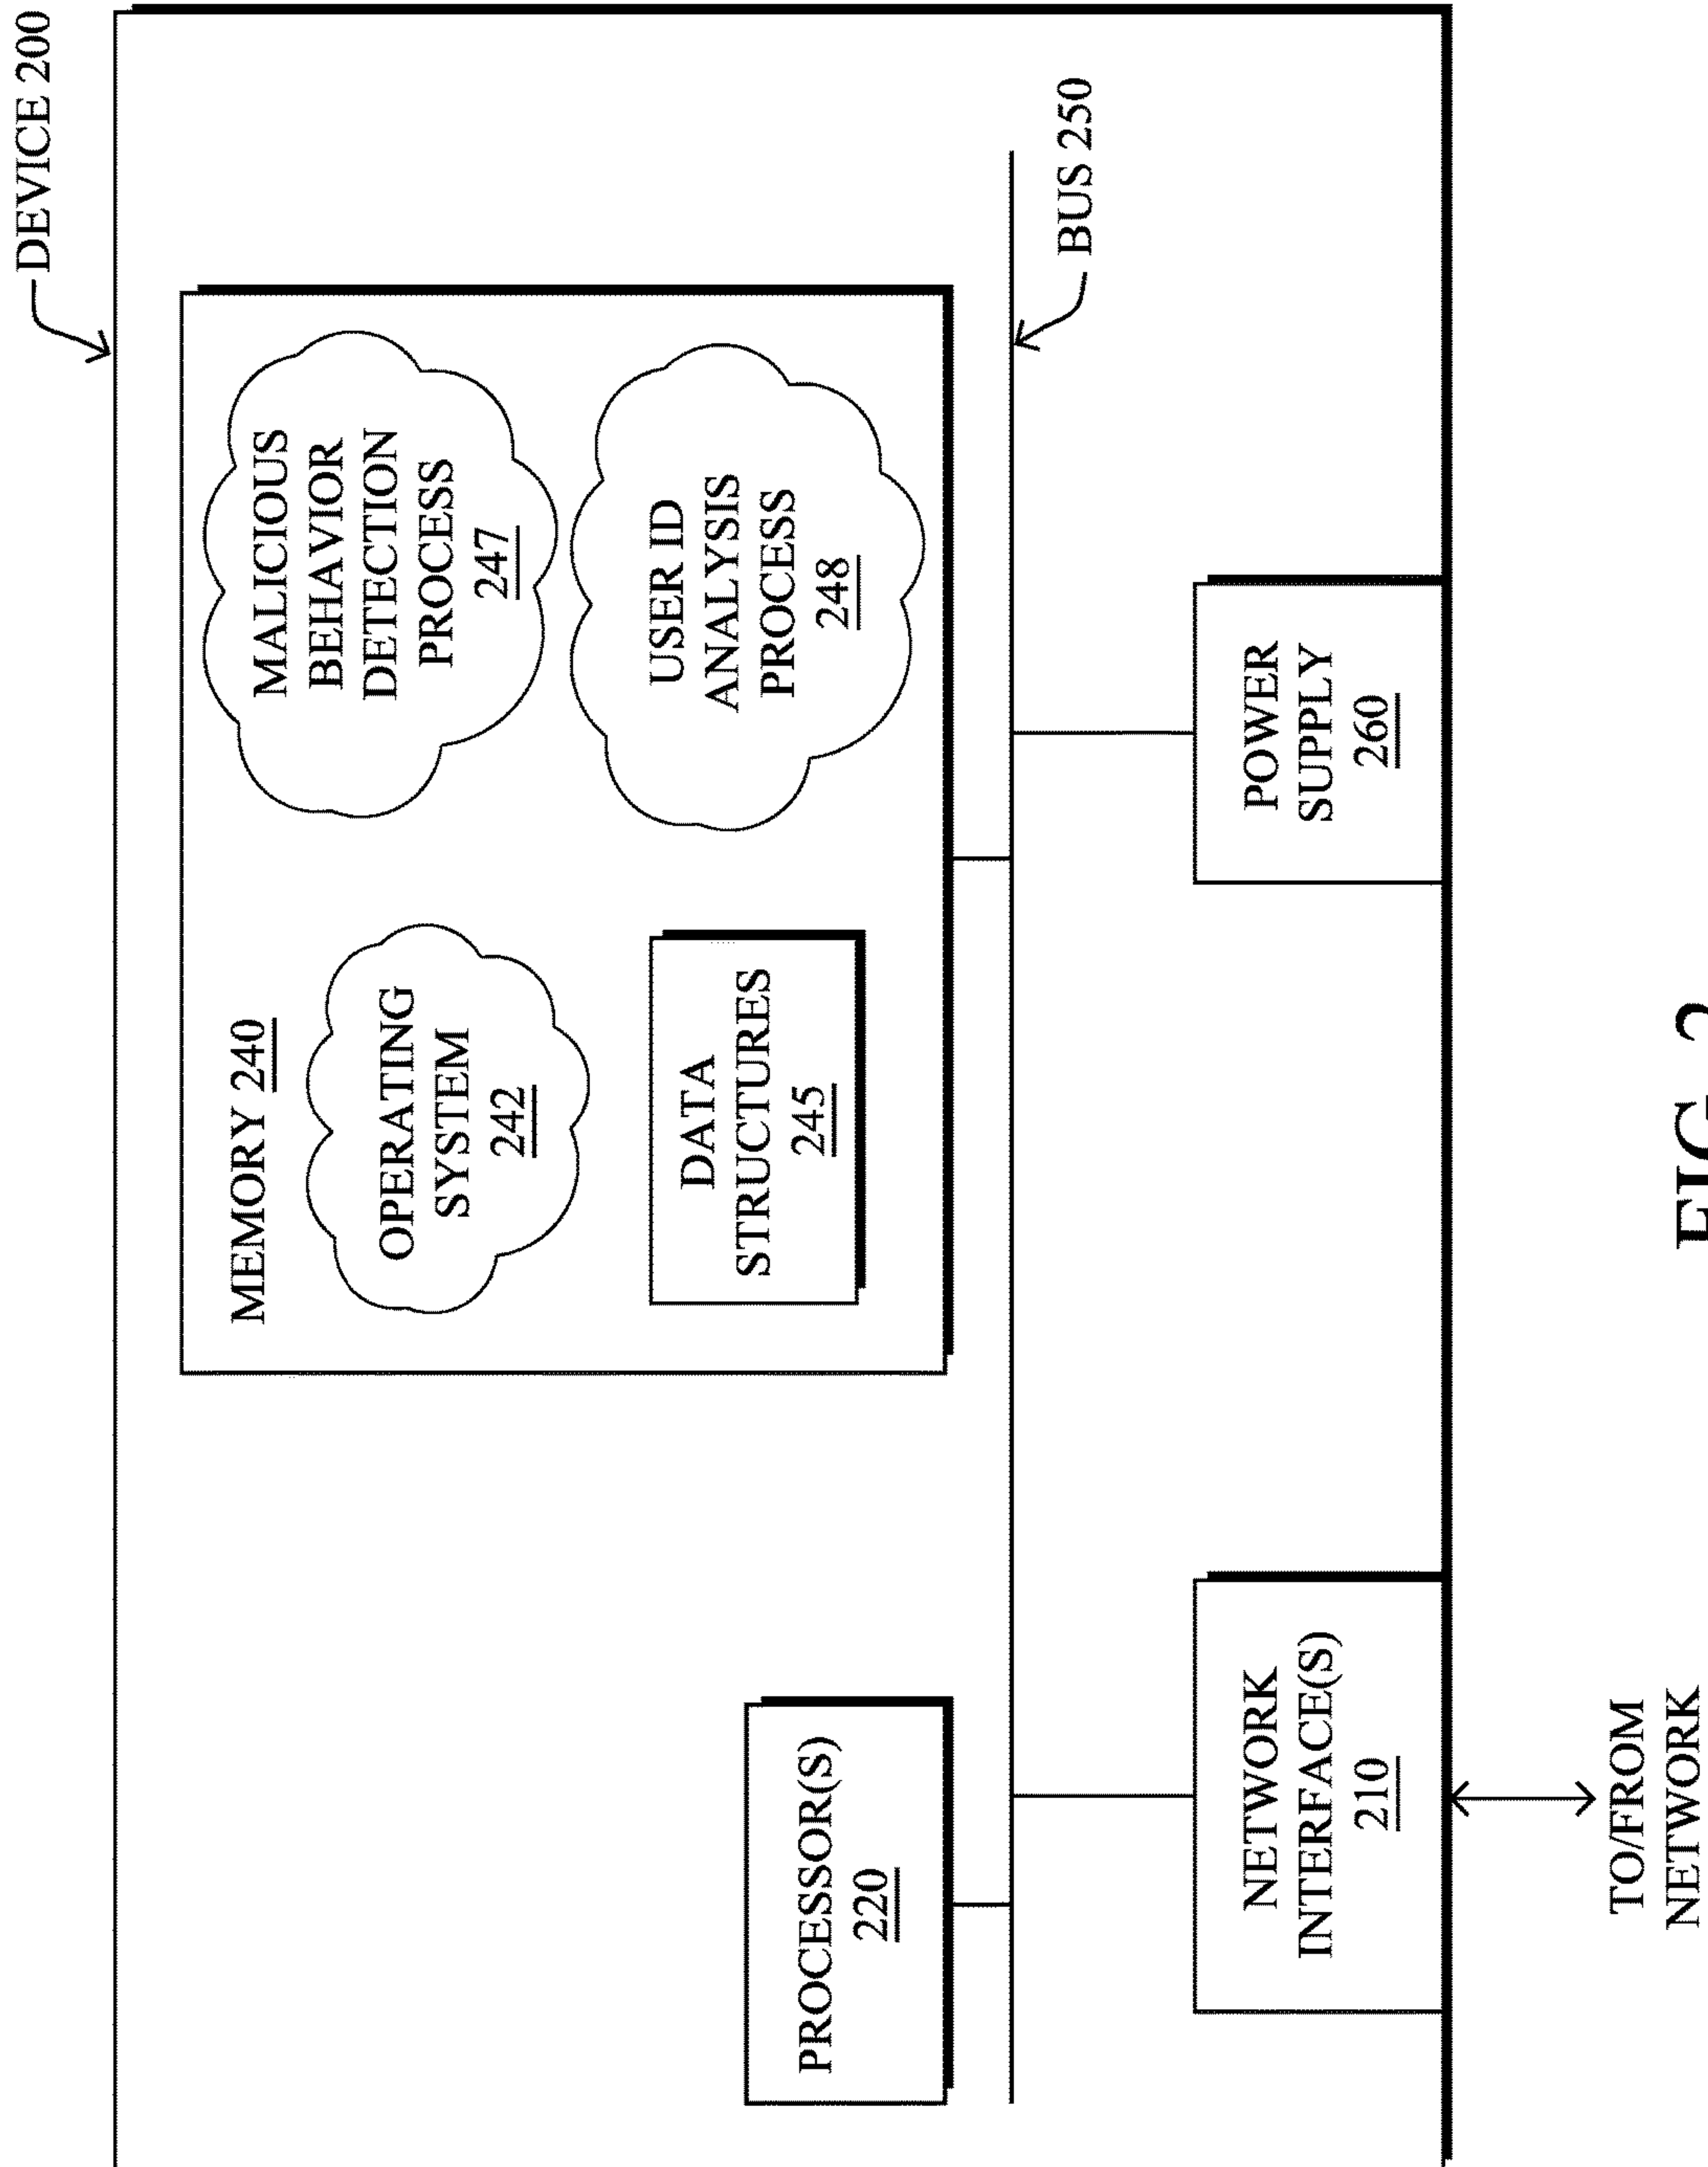 DEVICE 200
MEMORY 240
OPERATING
SYSTEM
242
DATA
STRUCTURES
245
MALICIOUS
BEHAVIOR
DETECTION
PROCESS
247
USER ID
ANALYSIS
PROCESS
248
PROCESSOR(S)
220
BUS 250
NETWORK
INTERFACE(S)
210
POWER
SUPPLY
260
TO/FROM
NETWORK